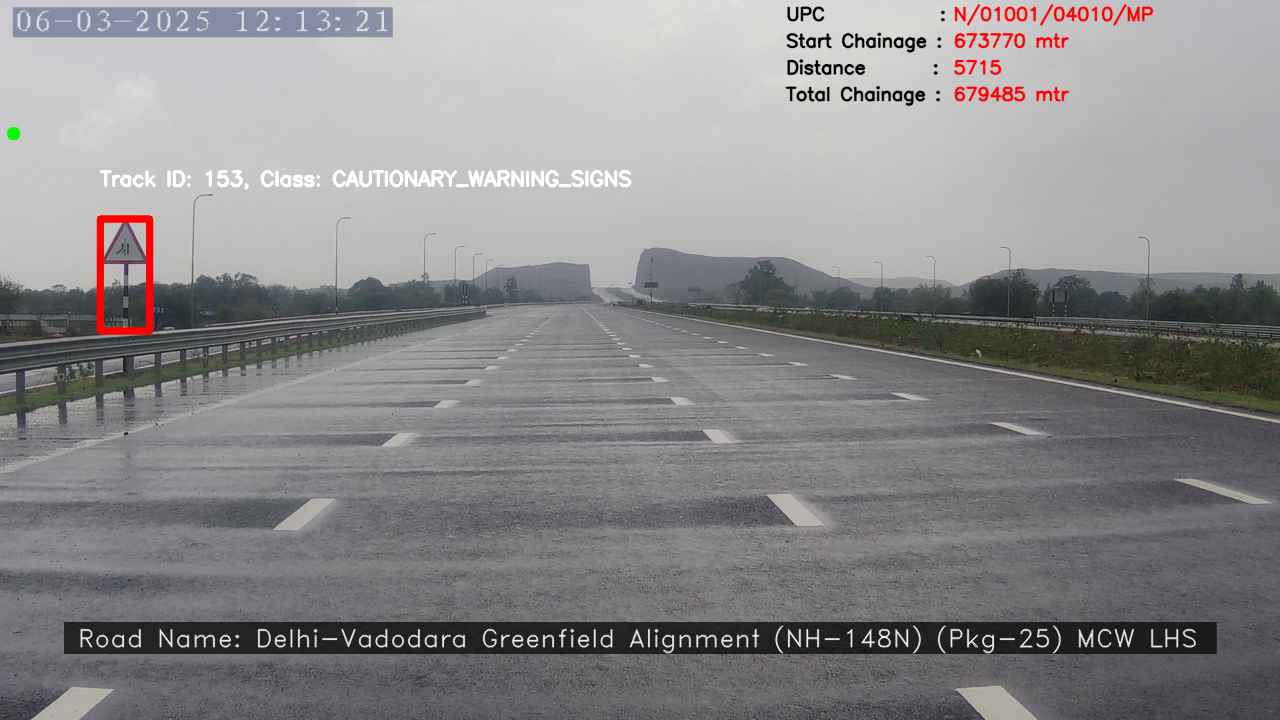 06-03-2025 12:13:21
UPC : N/01001/04010/MP
Start Chainage : 673770 mtr
Distance : 5715
Total Chainage : 679485 mtr
Track ID: 153, Class: CAUTIONARY_WARNING_SIGNS
Road Name: Delhi-Vadodara Greenfield Alignment (NH-148N) (Pkg-25) MCW LHS